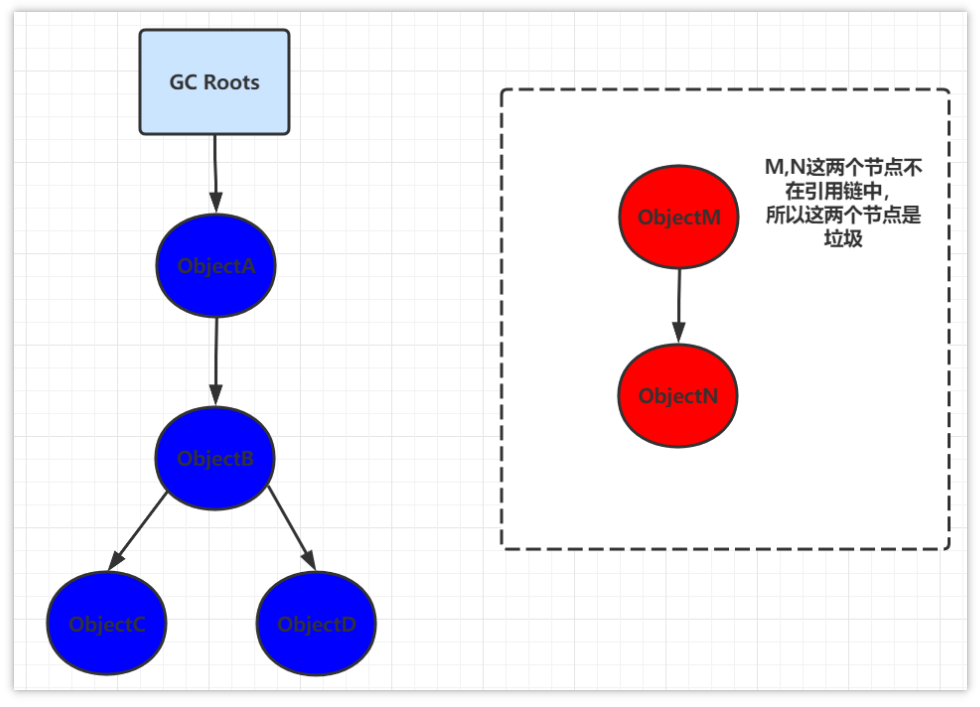 GC Roots
ObjectA
ObjectB
ObjectC
ObjectD
ObjectM
ObjectN
M,N这两个节点不
在引用链中，
所以这两个节点是
垃圾